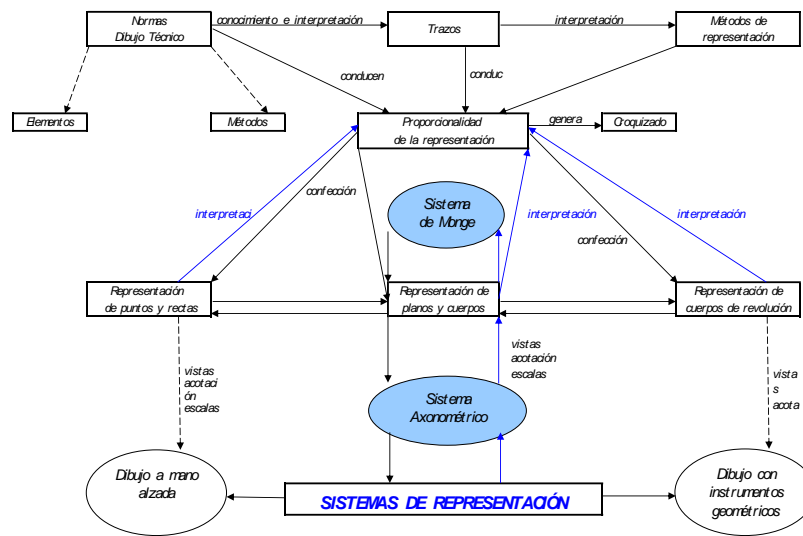 Normas
Dibujo Técnico
conocimiento e interpretación
Trazos
interpretación
Métodos de
representación
conducen
conduc
Elementos
Métodos
Proporcionalidad
de la representación
genera
Croquizado
interpretaci
confección
Sistema
de Monge
interpretación
interpretación
confección
Representación
de puntos y rectas
Representación de
planos y cuerpos
Representación de
cuerpos de revolución
vistas
acotaci
ón
escalas
vistas
acotación
escalas
vista
s
acota
Sistema
Axonométrico
Dibujo a mano
alzada
SISTEMAS DE REPRESENTACIÓN
Dibujo con
instrumentos
geométricos